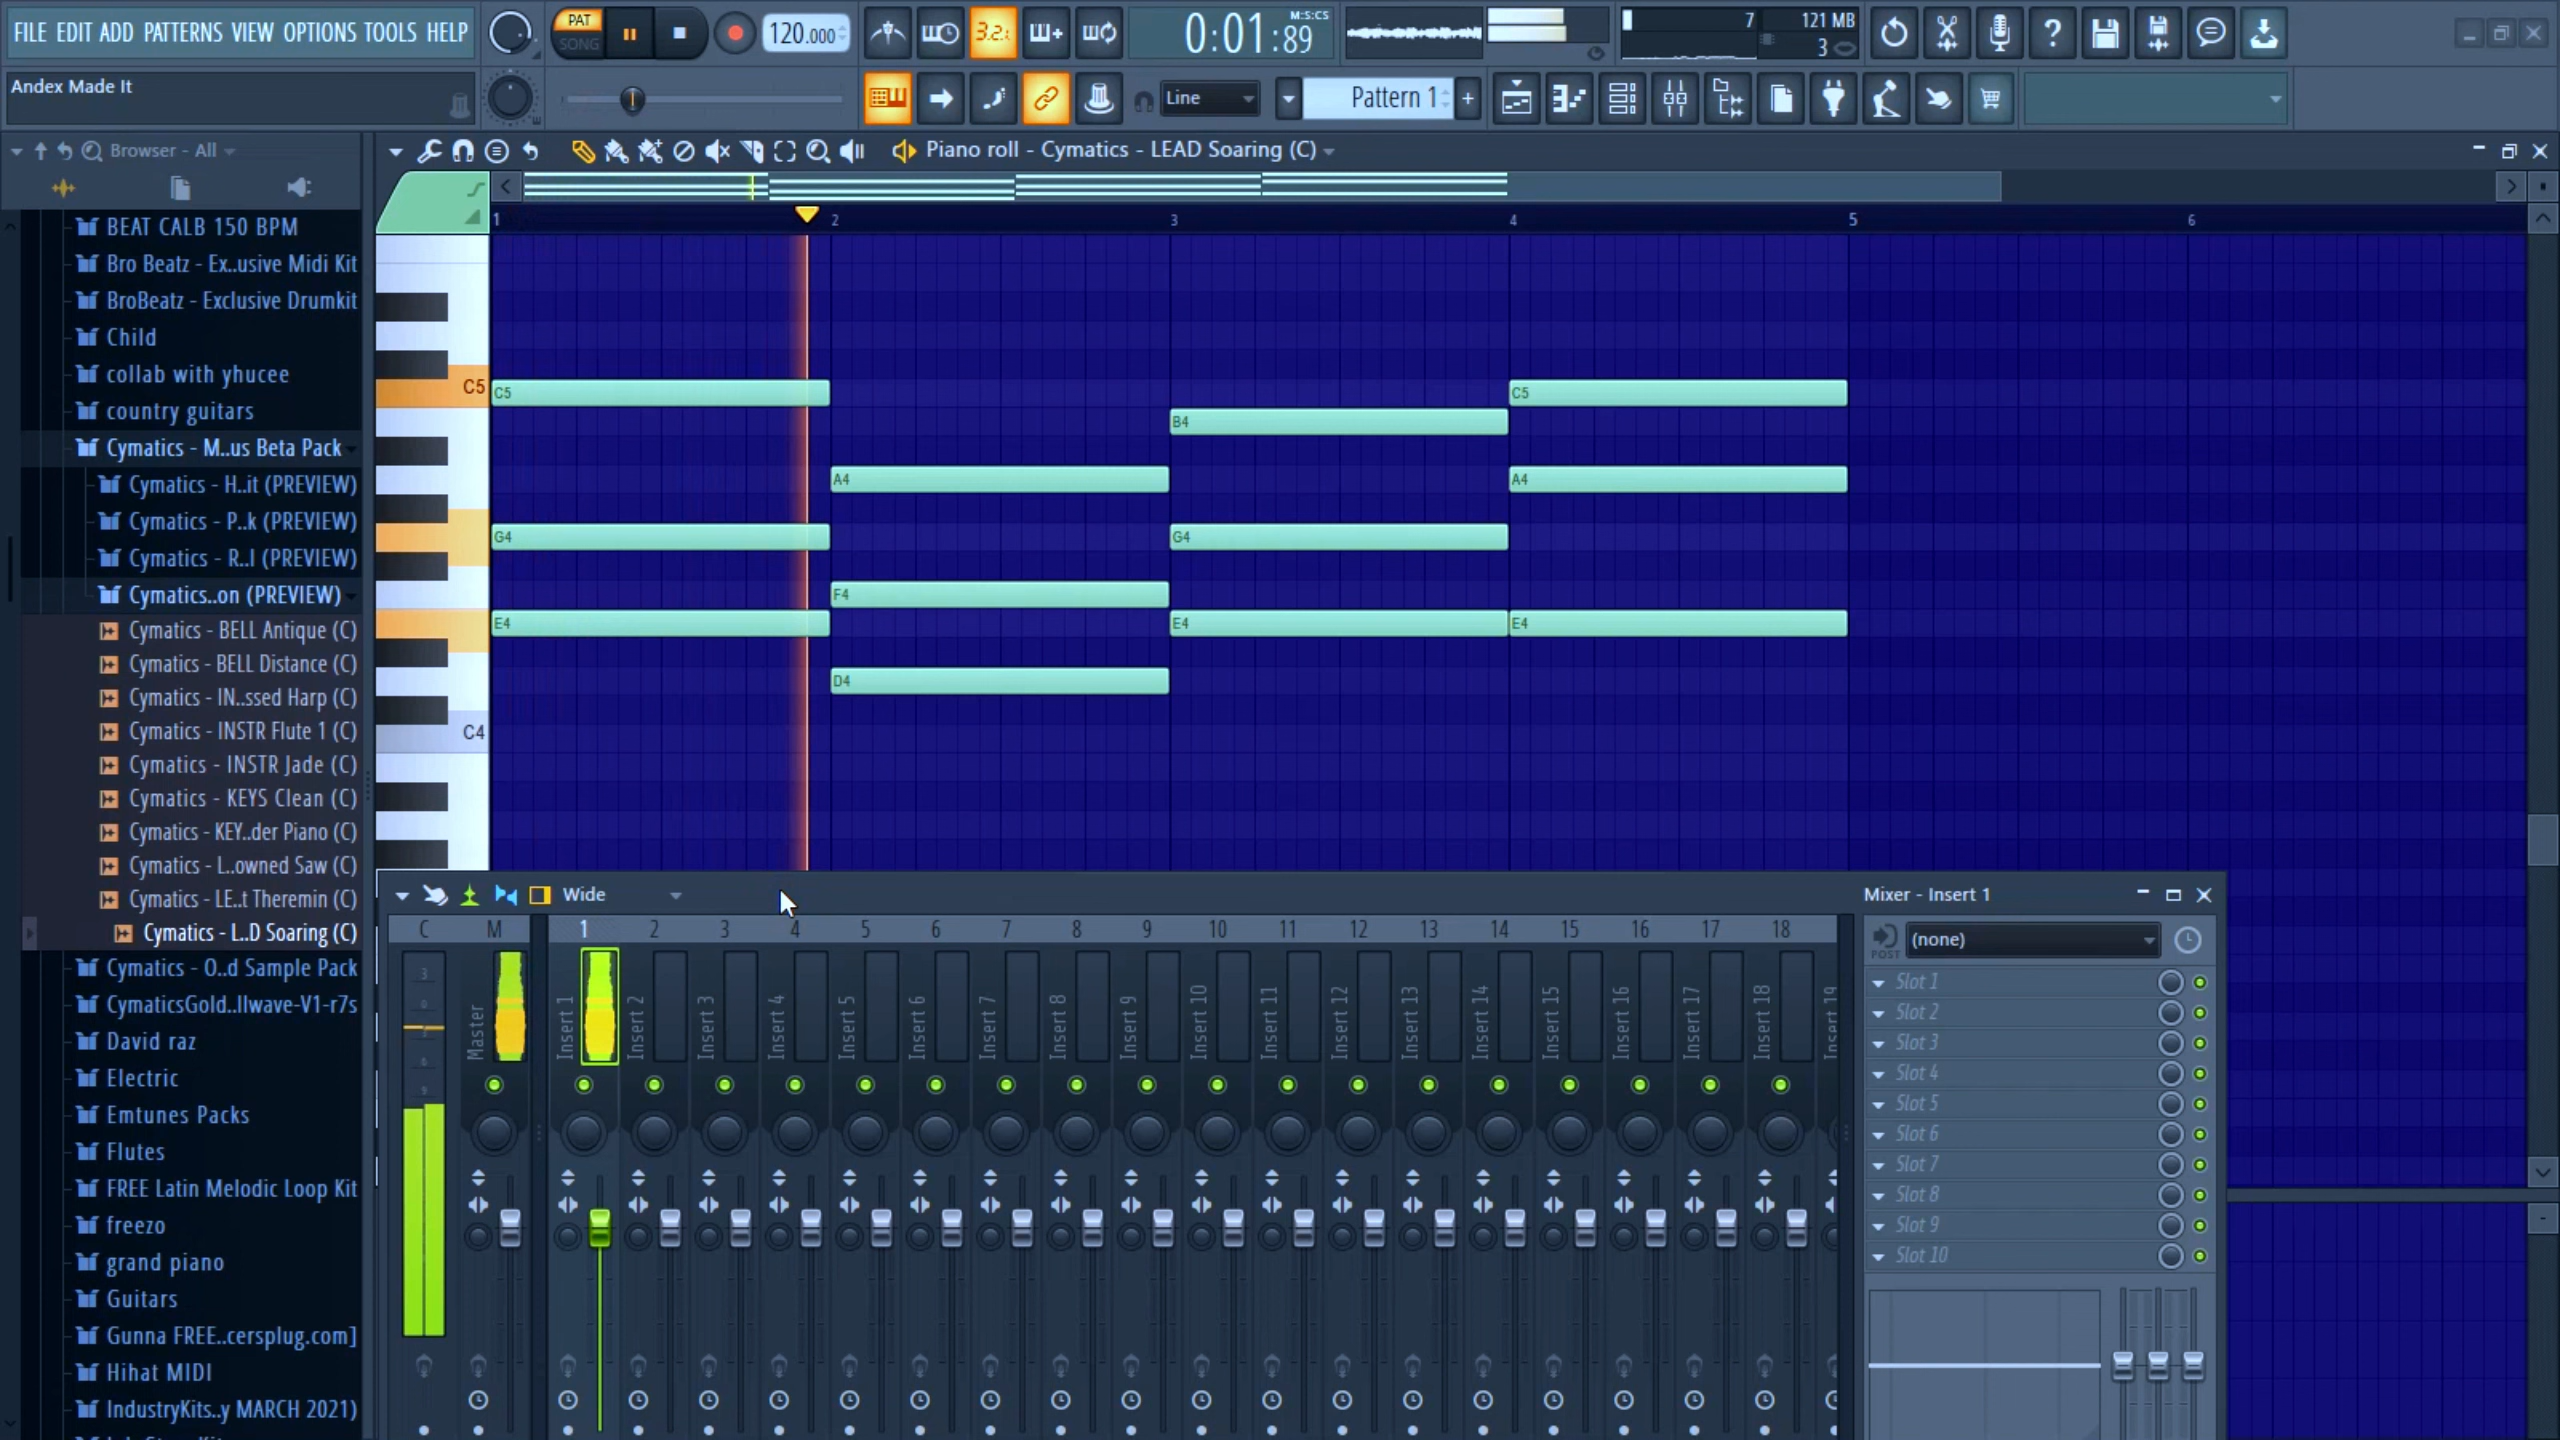 FILE EDIT ADD PATTERNS VIEW OPTIONS TOOLS HELP
PAT
SONG
120.000
3.2.:
M:S:CS
0:01:89
7
121 MB
3
Andex Made It
Line
Pattern 1
+
Browser - All
Piano roll - Cymatics - LEAD Soaring (C)
1 2 3 4 5 6
BEAT CALB 150 BPM
Bro Beatz - Ex..usive Midi Kit
BroBeatz - Exclusive Drumkit
Child
collab with yhucee
country guitars
Cymatics - M..us Beta Pack
Cymatics - H..it (PREVIEW)
Cymatics - P..k (PREVIEW)
Cymatics - R..l (PREVIEW)
Cymatics..on (PREVIEW)
Cymatics - BELL Antique (C)
Cymatics - BELL Distance (C)
Cymatics - IN..ssed Harp (C)
Cymatics - INSTR Flute 1 (C)
Cymatics - INSTR Jade (C)
Cymatics - KEYS Clean (C)
Cymatics - KEY..der Piano (C)
Cymatics - L..owned Saw (C)
Cymatics - LE..t Theremin (C)
Cymatics - L..D Soaring (C)
Cymatics - O..d Sample Pack
CymaticsGold..llwave-V1-r7s
David raz
Electric
Emtunes Packs
Flutes
FREE Latin Melodic Loop Kit
freezo
grand piano
Guitars
Gunna FREE..cersplug.com]
Hihat MIDI
IndustryKits..y MARCH 2021)
C5 C5 C5
B4
A4 A4
G4 G4
F4
E4 E4 E4
D4
C4
Wide
Mixer - Insert 1
C M 1 2 3 4 5 6 7 8 9 10 11 12 13 14 15 16 17 18
3
0
6
9
Master
Insert 1
Insert 2
Insert 3
Insert 4
Insert 5
Insert 6
Insert 7
Insert 8
Insert 9
Insert 10
Insert 11
Insert 12
Insert 13
Insert 14
Insert 15
Insert 16
Insert 17
Insert 18
POST
(none)
Slot 1
Slot 2
Slot 3
Slot 4
Slot 5
Slot 6
Slot 7
Slot 8
Slot 9
Slot 10